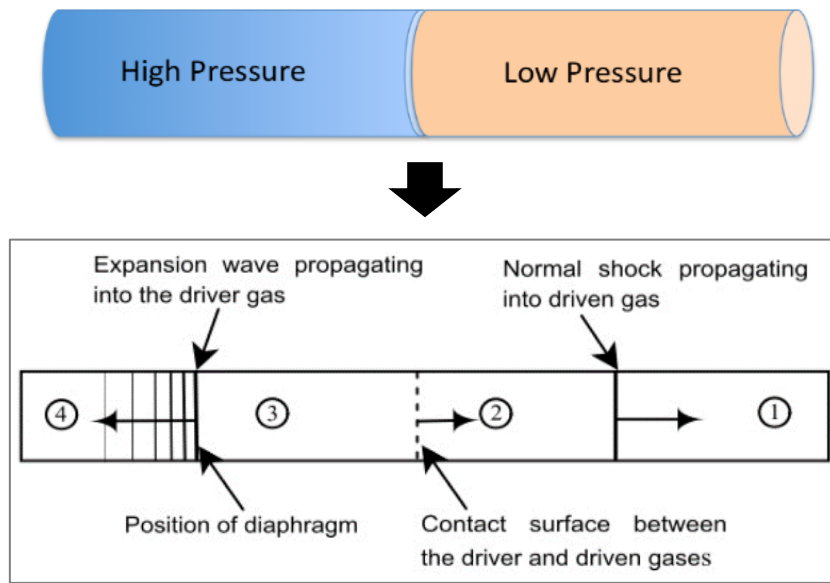 High Pressure
Low Pressure
Expansion wave propagating
into the driver gas
Normal shock propagating
into driven gas
④
③
②
①
Position of diaphragm
Contact surface between
the driver and driven gases